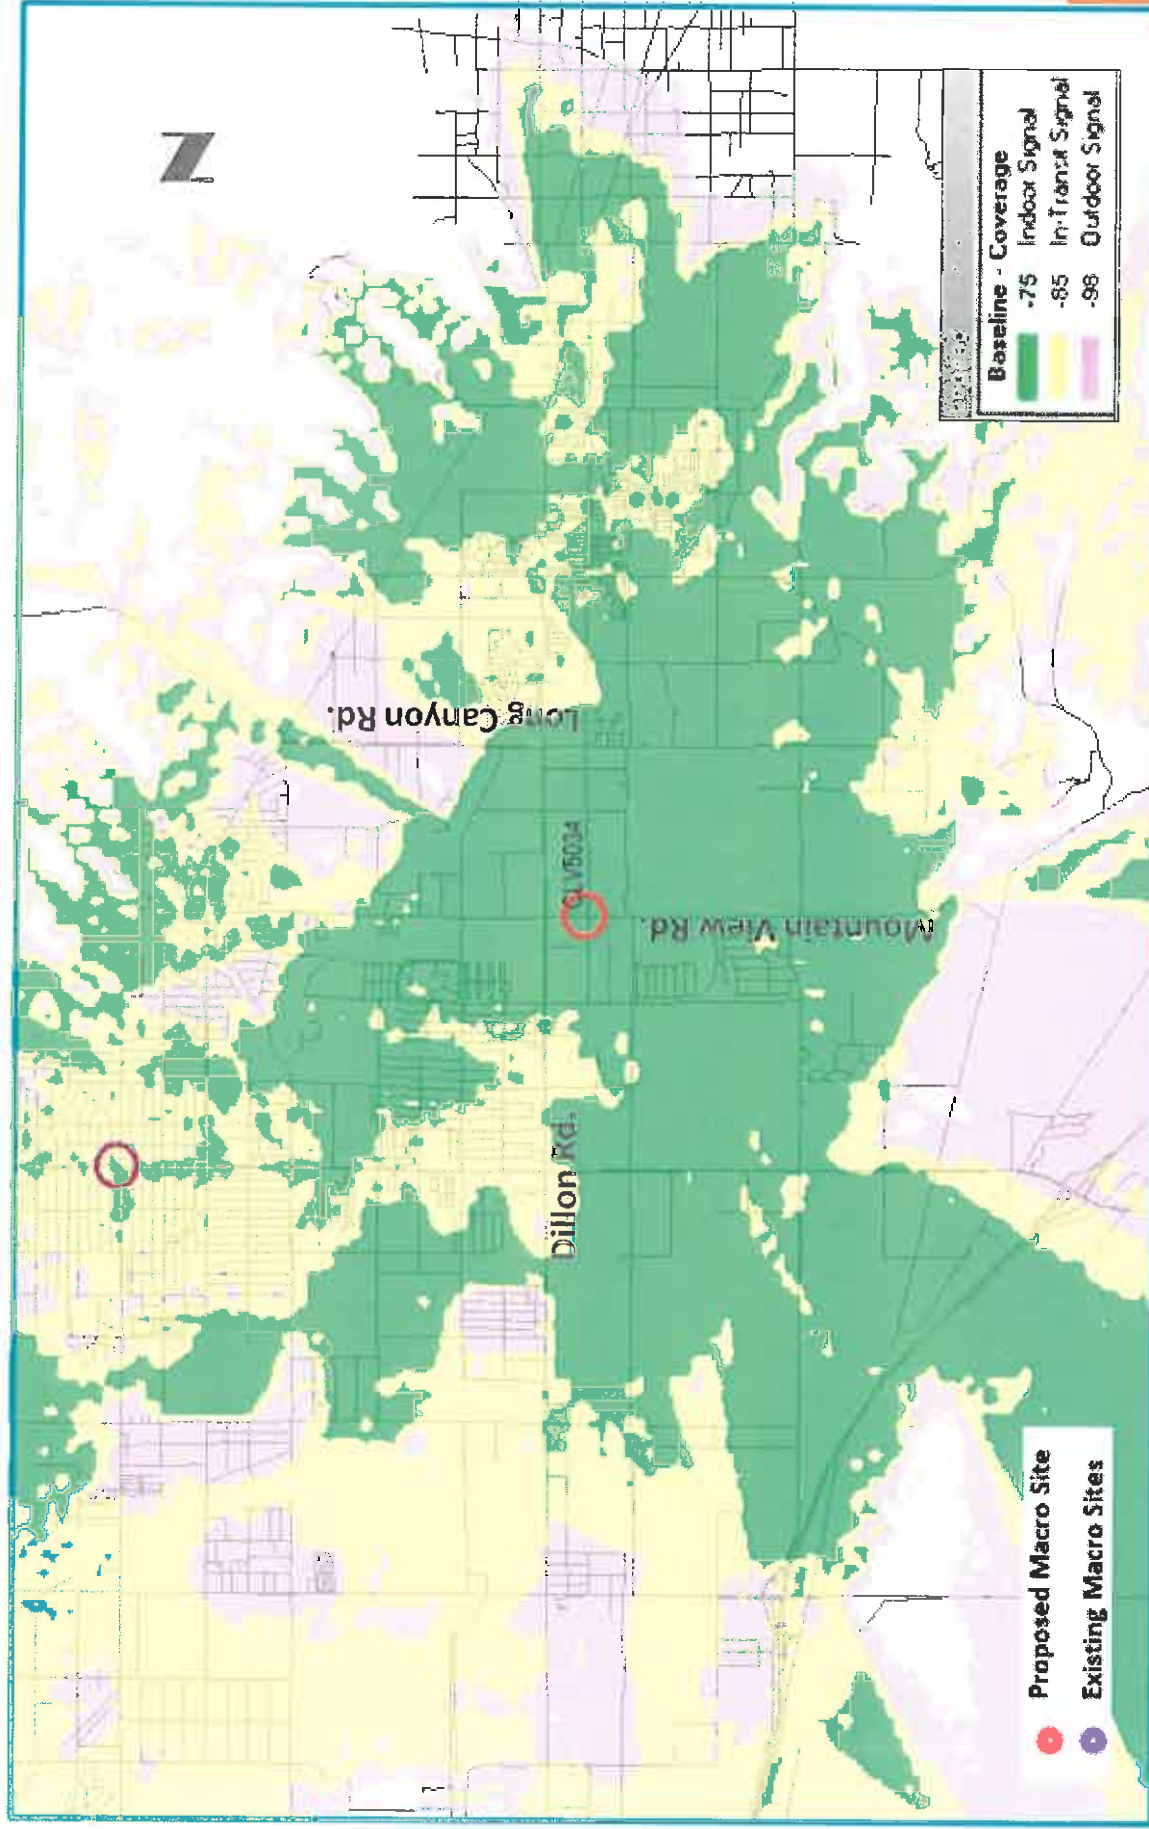 N
Long Canyon Rd.
CLV5034
Mountain View Rd.
Dillon Rd.
Baseline - Coverage
-75 Indoor Signal
-85 In-Transit Signal
-98 Outdoor Signal
Proposed Macro Site
Existing Macro Sites